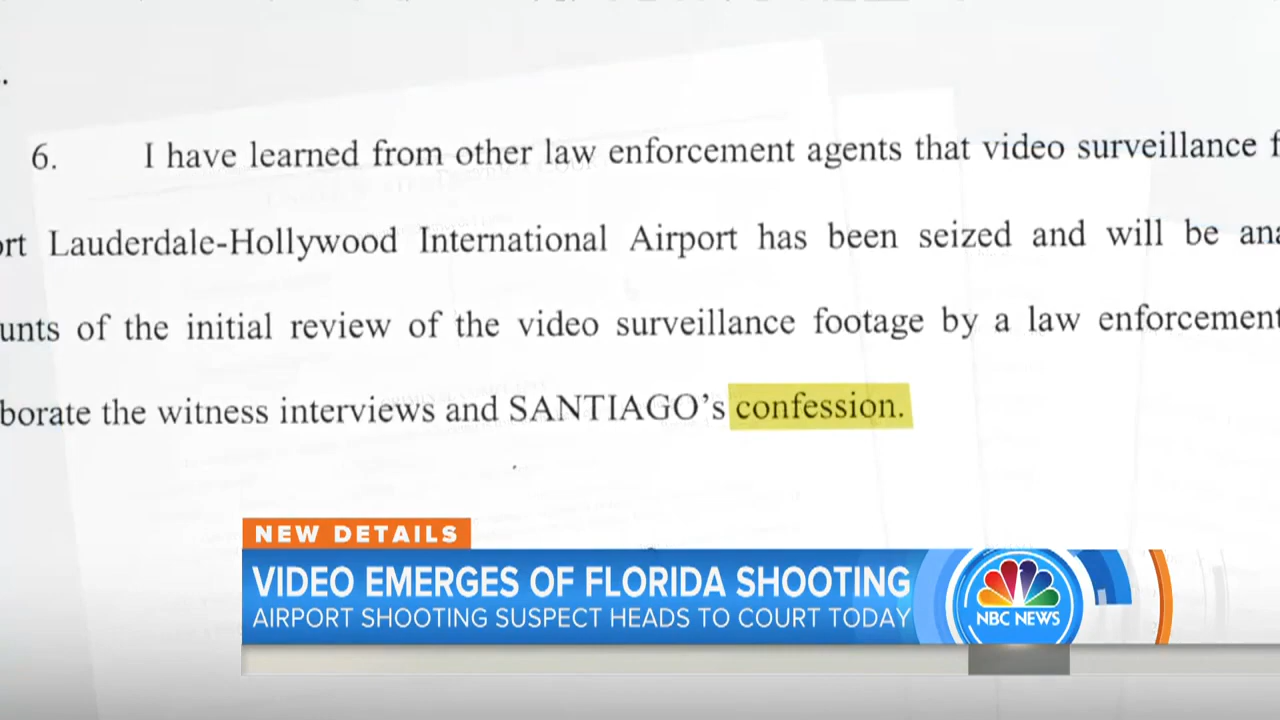 6. I have learned from other law enforcement agents that video surveillance f
ort Lauderdale-Hollywood International Airport has been seized and will be ana
unts of the initial review of the video surveillance footage by a law enforcement
borate the witness interviews and SANTIAGO's confession.
NEW DETAILS
VIDEO EMERGES OF FLORIDA SHOOTING
AIRPORT SHOOTING SUSPECT HEADS TO COURT TODAY
NBC NEWS